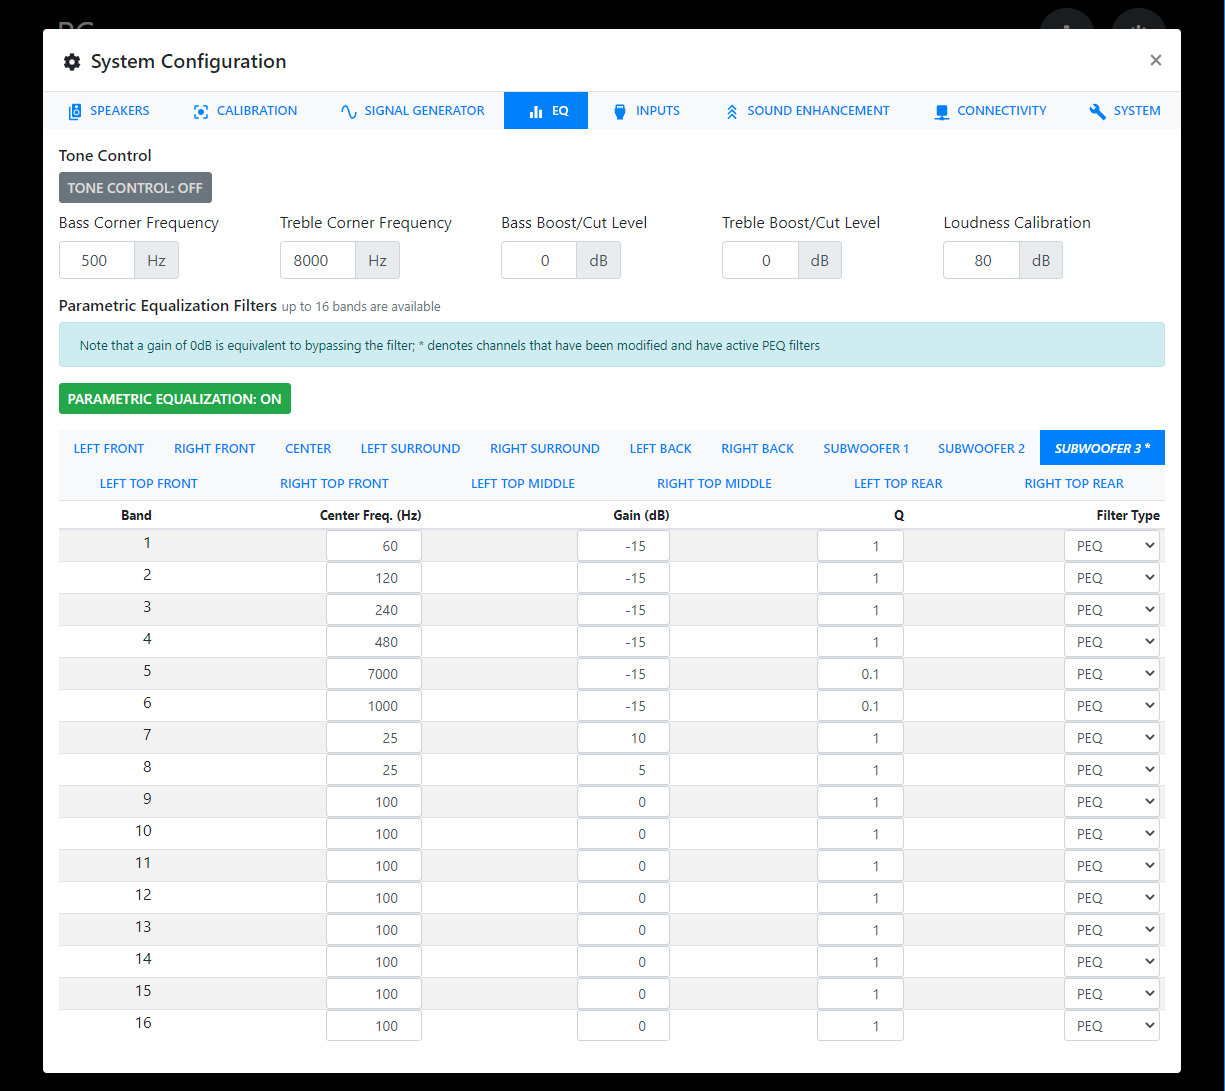 System Configuration ×
SPEAKERS CALIBRATION SIGNAL GENERATOR EQ INPUTS SOUND ENHANCEMENT CONNECTIVITY SYSTEM
Tone Control
TONE CONTROL: OFF
Bass Corner Frequency Treble Corner Frequency Bass Boost/Cut Level Treble Boost/Cut Level Loudness Calibration
500 Hz 8000 Hz 0 dB 0 dB 80 dB
Parametric Equalization Filters up to 16 bands are available
Note that a gain of 0dB is equivalent to bypassing the filter; * denotes channels that have been modified and have active PEQ filters
PARAMETRIC EQUALIZATION: ON
LEFT FRONT RIGHT FRONT CENTER LEFT SURROUND RIGHT SURROUND LEFT BACK RIGHT BACK SUBWOOFER 1 SUBWOOFER 2 SUBWOOFER 3 *
LEFT TOP FRONT RIGHT TOP FRONT LEFT TOP MIDDLE RIGHT TOP MIDDLE LEFT TOP REAR RIGHT TOP REAR
Band Center Freq. (Hz) Gain (dB) Q Filter Type
1 60 -15 1 PEQ
2 120 -15 1 PEQ
3 240 -15 1 PEQ
4 480 -15 1 PEQ
5 7000 -15 0.1 PEQ
6 1000 -15 0.1 PEQ
7 25 10 1 PEQ
8 25 5 1 PEQ
9 100 0 1 PEQ
10 100 0 1 PEQ
11 100 0 1 PEQ
12 100 0 1 PEQ
13 100 0 1 PEQ
14 100 0 1 PEQ
15 100 0 1 PEQ
16 100 0 1 PEQ